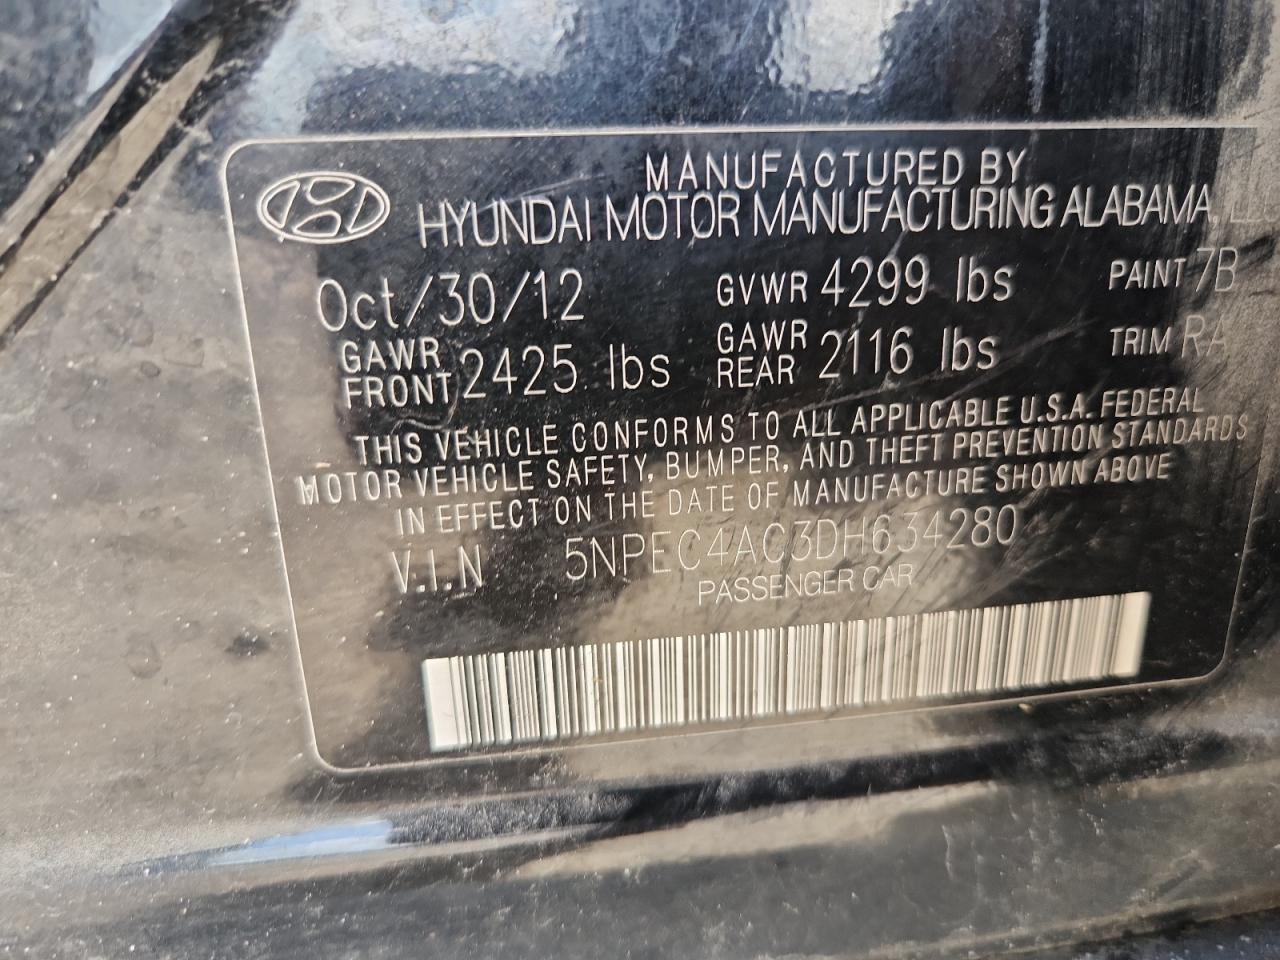 MANUFACTURED BY
HYUNDAI MOTOR MANUFACTURING ALABAMA, LLC
Oct/30/12 GVWR 4299 lbs PAINT 7B
GAWR FRONT 2425 lbs GAWR REAR 2116 lbs TRIM RA
THIS VEHICLE CONFORMS TO ALL APPLICABLE U.S.A. FEDERAL
MOTOR VEHICLE SAFETY, BUMPER, AND THEFT PREVENTION STANDARDS
IN EFFECT ON THE DATE OF MANUFACTURE SHOWN ABOVE
V.I.N 5NPEC4AC3DH634280
PASSENGER CAR